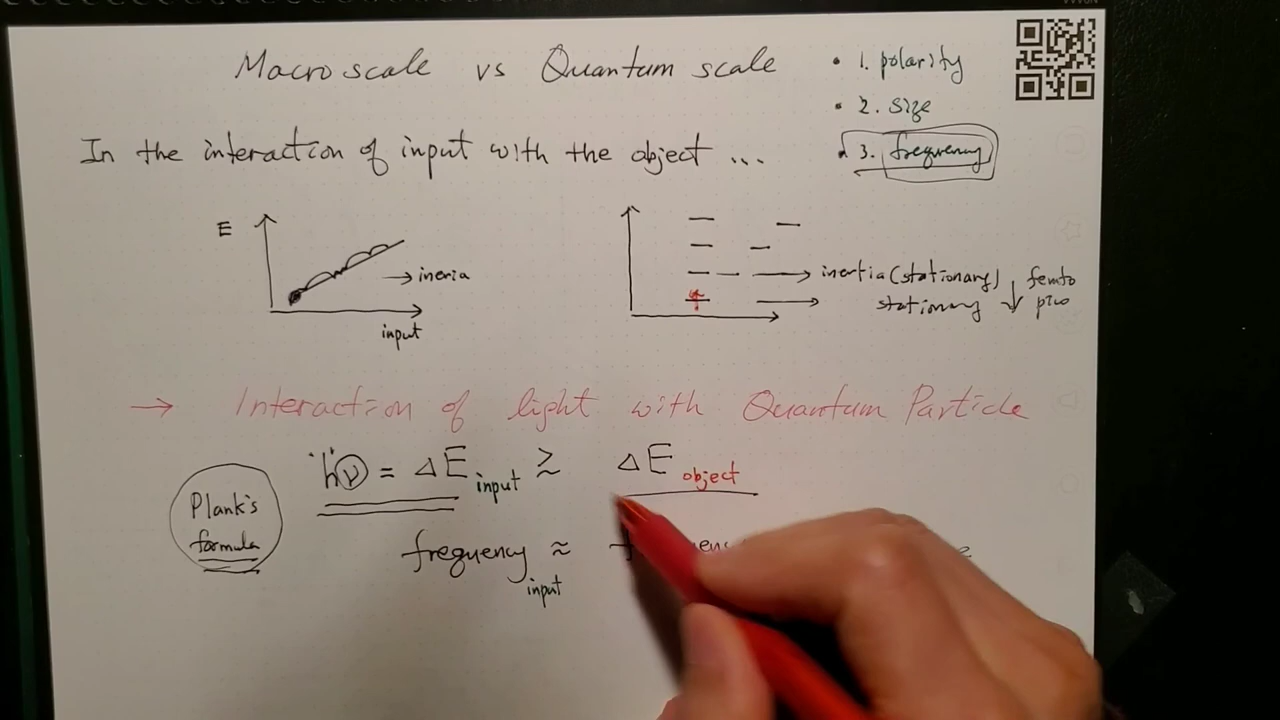 Macro scale vs Quantum scale
• 1. polarity
• 2. size
3. frequency
In the interaction of input with the object ...
E
→ ineria
input
→ inertia (stationary)
→ stationary
↓ femto
pico
→ Interaction of light with Quantum Particle
Plank's
formula
hν = ΔE input ≳ ΔE object
frequency input ≈